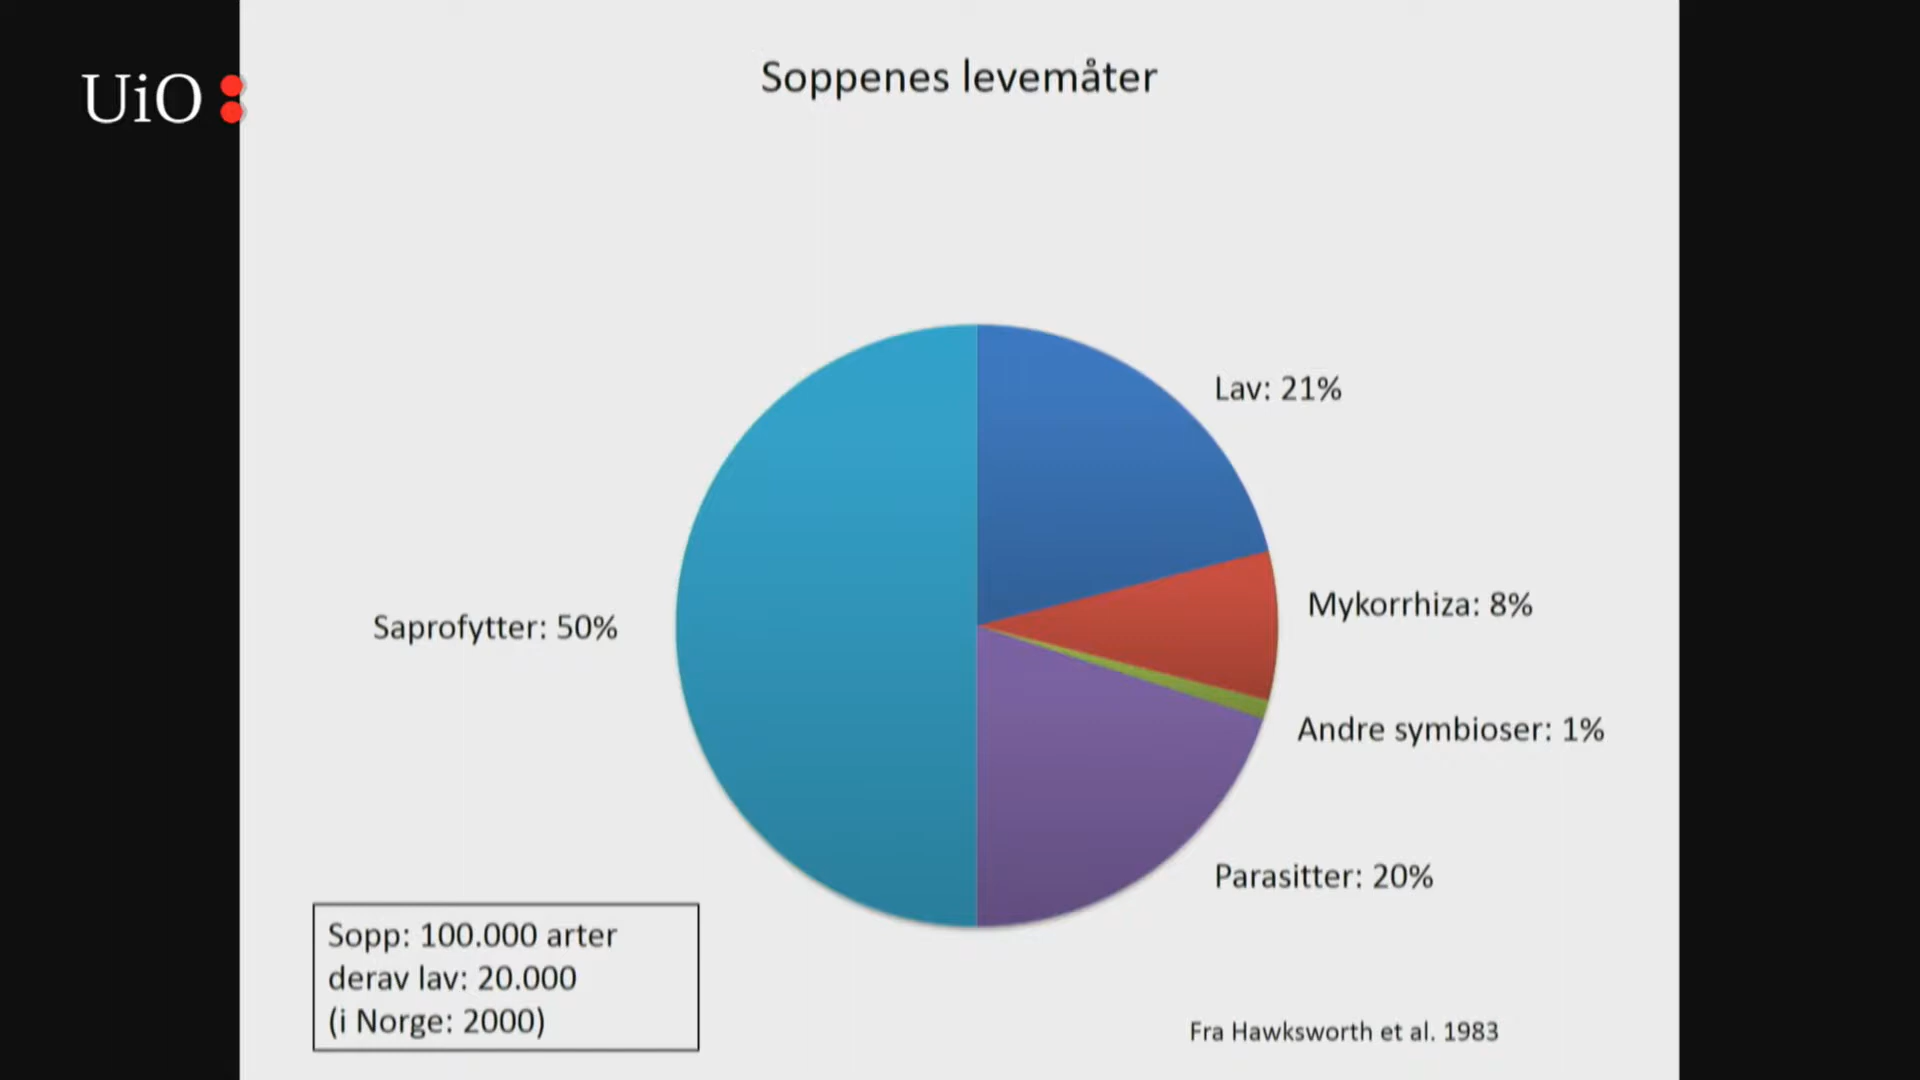 UiO
Soppenes levemåter
Lav: 21%
Mykorrhiza: 8%
Saprofytter: 50%
Andre symbioser: 1%
Parasitter: 20%
Sopp: 100.000 arter
derav lav: 20.000
(i Norge: 2000)
Fra Hawksworth et al. 1983